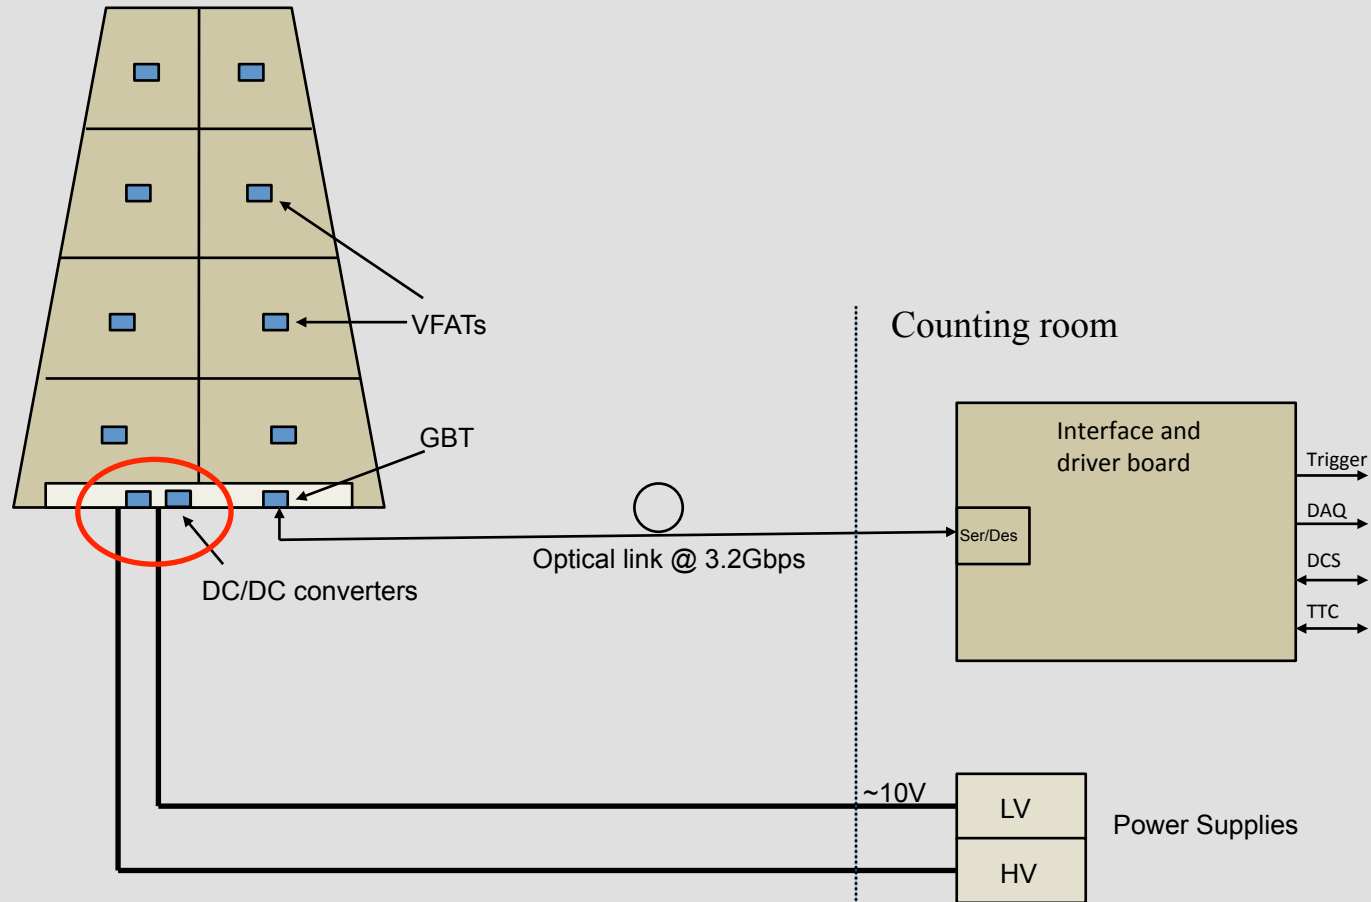 VFATs
Counting room
GBT
Interface and
driver board
Trigger
DAQ
Ser/Des
Optical link @ 3.2Gbps
DCS
DC/DC converters
TTC
~10V
LV
Power Supplies
HV